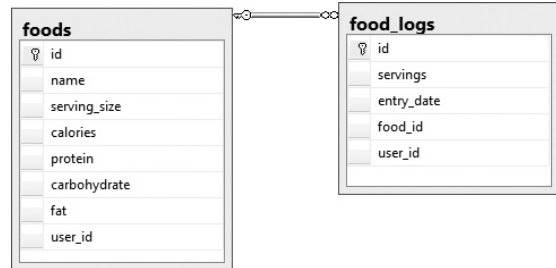 foods
id
name
serving_size
calories
protein
carbohydrate
fat
user_id
food_logs
id
servings
entry_date
food_id
user_id